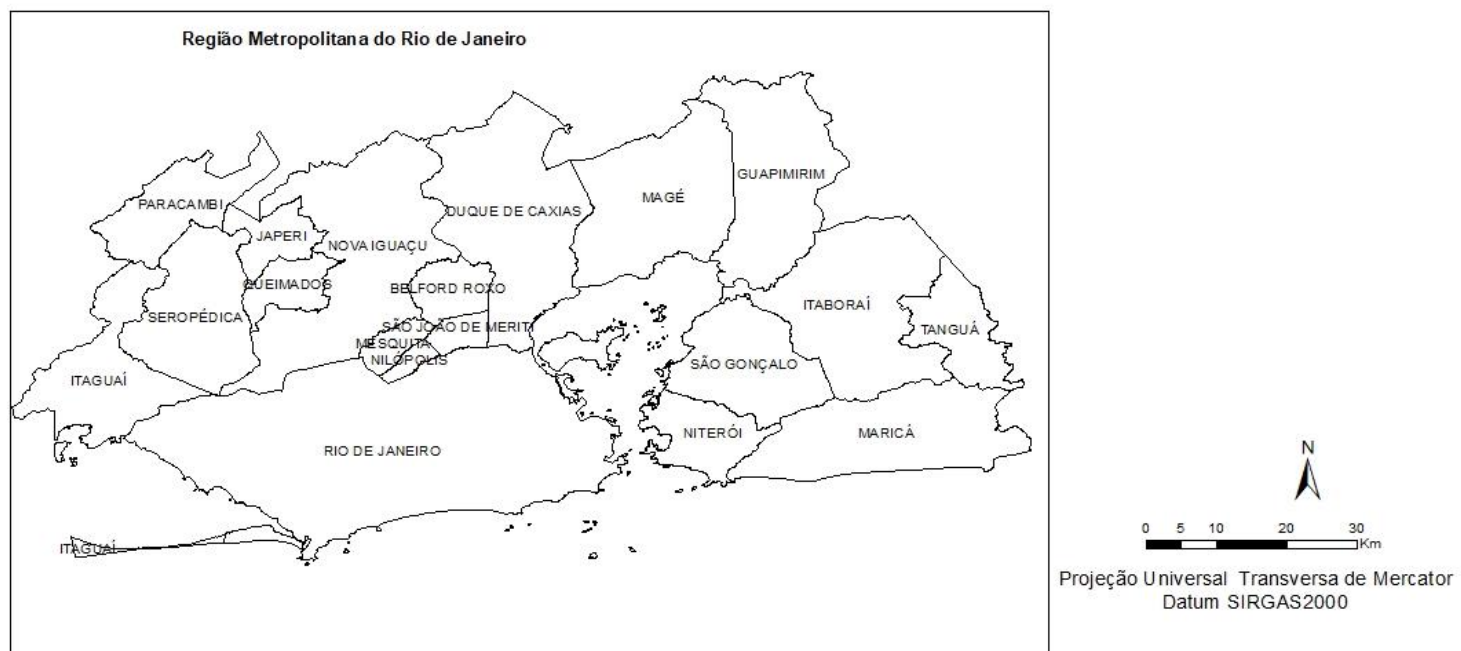 Região Metropolitana do Rio de Janeiro
GUAPIMIRIM
MAGÉ
PARACAMBI
DUQUE DE CAXIAS
JAPERI
NOVA IGUAÇU
QUEIMADOS
BELFORD ROXO
ITABORAÍ
SEROPÉDICA
SÃO JOÃO DE MERITI
TANGUÁ
MESQUITA
NILÓPOLIS
SÃO GONÇALO
ITAGUAÍ
NITERÓI
MARICÁ
RIO DE JANEIRO
ITAGUAÍ
N
0 5 10 20 30
Km
Projeção Universal Transversa de Mercator
Datum SIRGAS2000